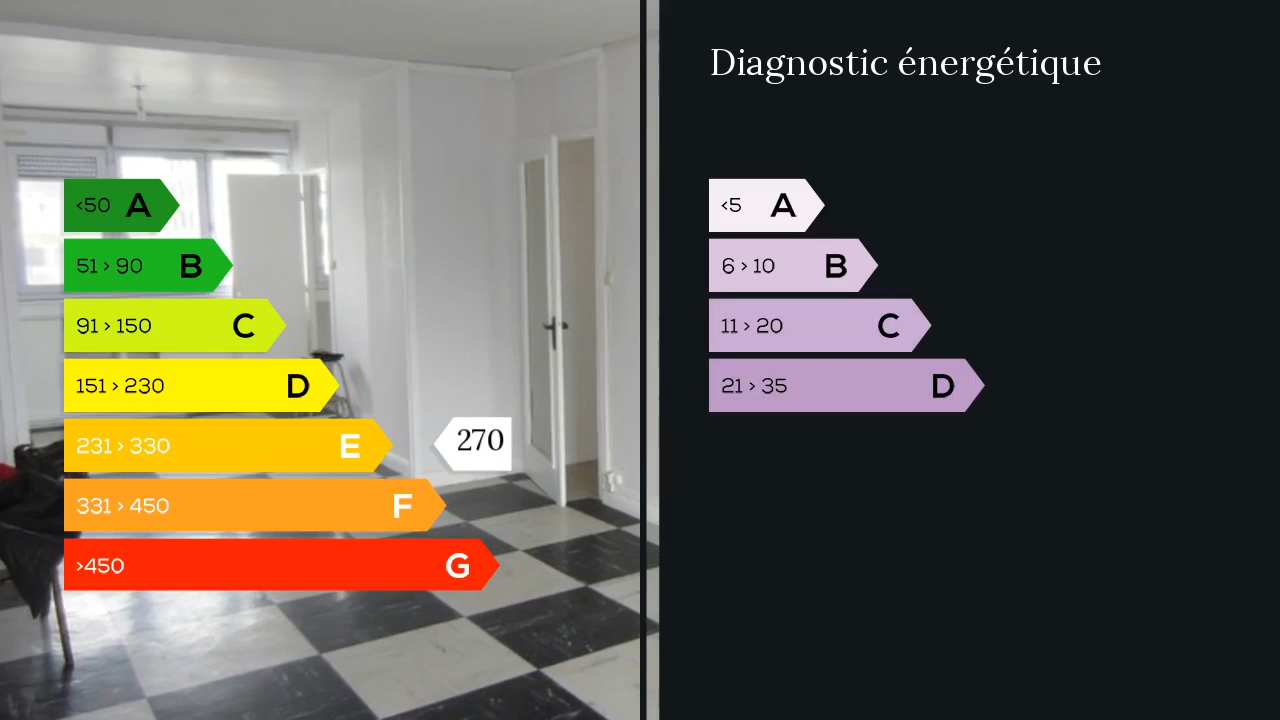 Diagnostic énergétique
<50 A
51 > 90 B
91 > 150 C
151 > 230 D
231 > 330 E
270
331 > 450 F
>450 G
<5 A
6 > 10 B
11 > 20 C
21 > 35 D